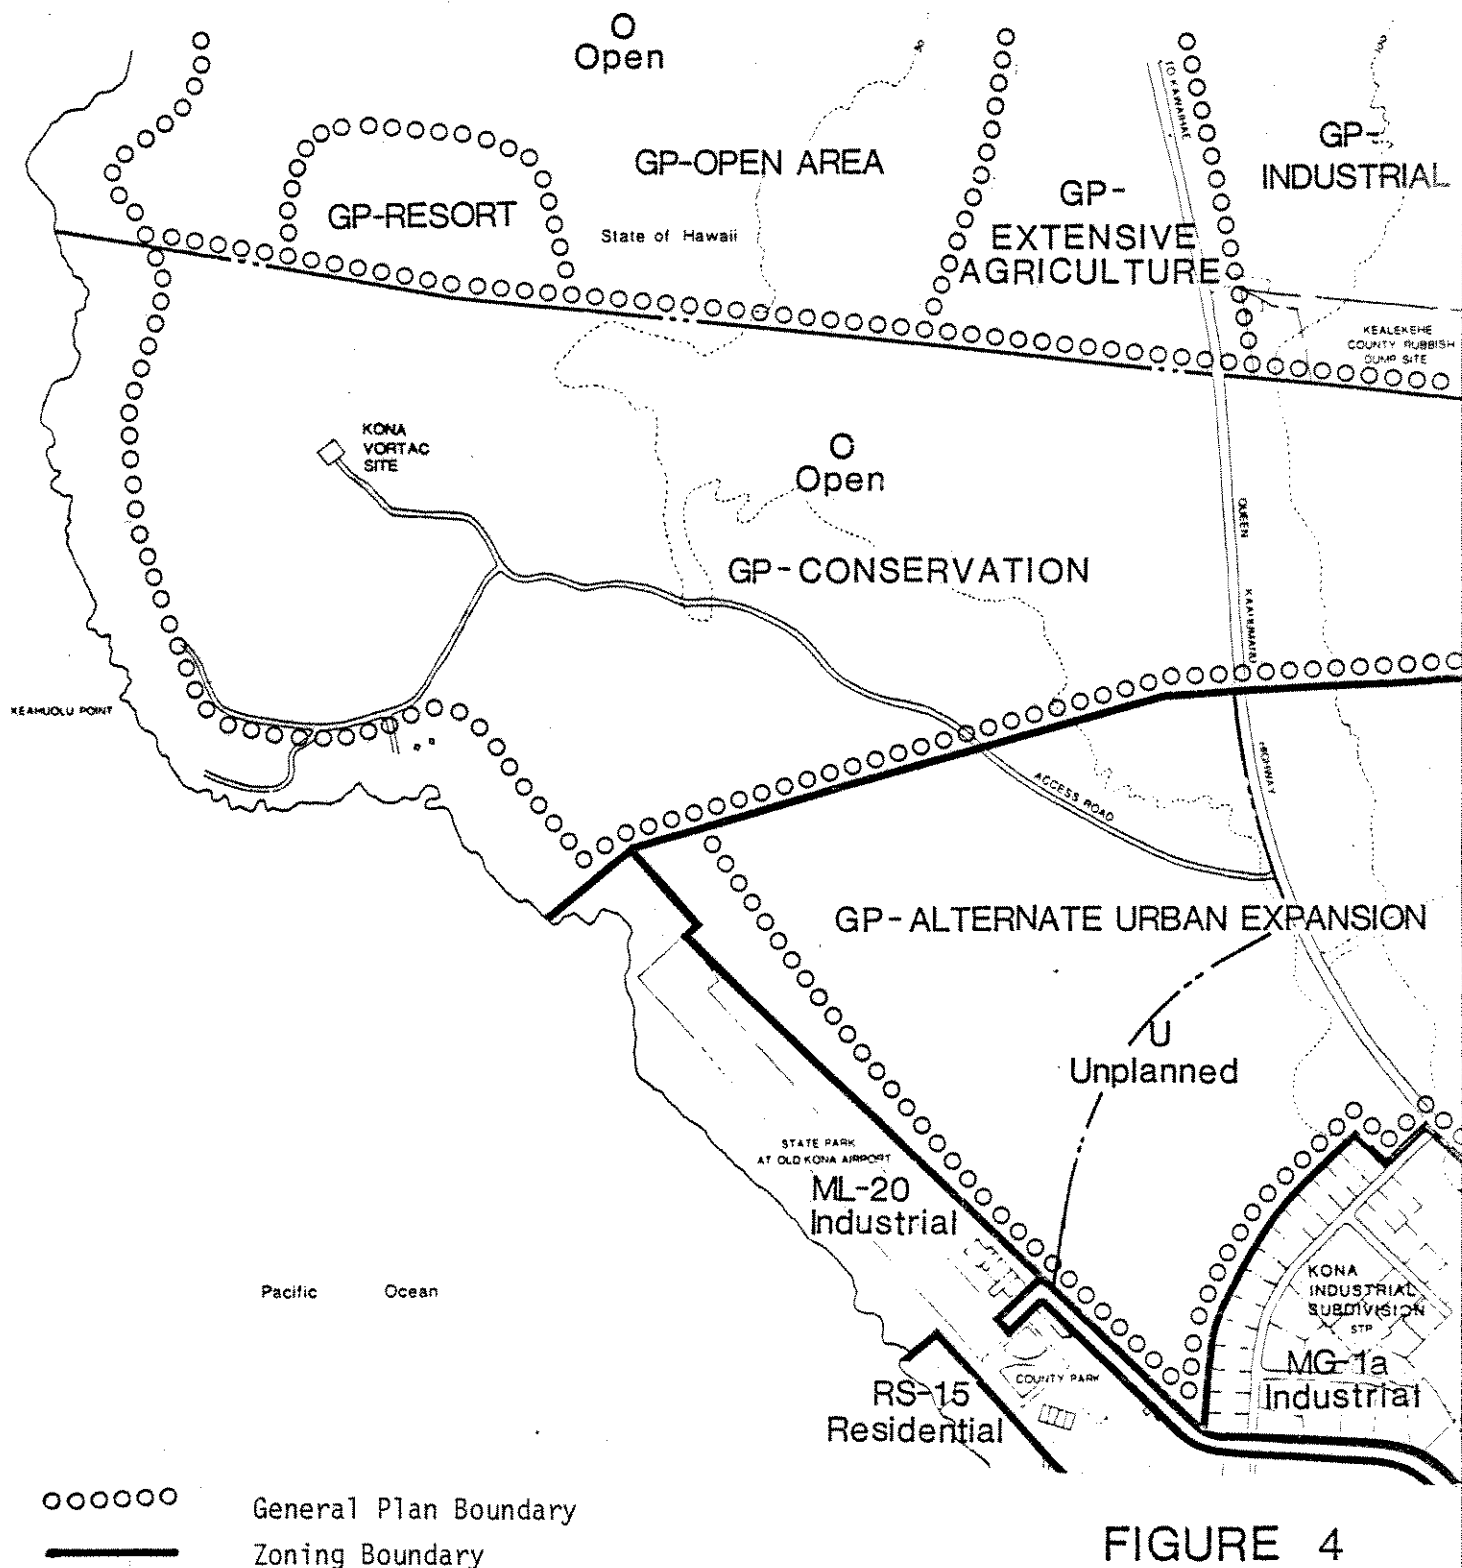 O
Open
TO KAWAIHAE
GP-OPEN AREA
GP-
INDUSTRIAL
GP-RESORT
State of Hawaii
GP-
EXTENSIVE
AGRICULTURE
KEALEKEHE
COUNTY RUBBISH
DUMP SITE
KONA
VORTAC
SITE
O
Open
QUEEN
GP-CONSERVATION
KAAHUMANU
KEAHUOLU POINT
HIGHWAY
ACCESS ROAD
GP-ALTERNATE URBAN EXPANSION
U
Unplanned
STATE PARK
AT OLD KONA AIRPORT
ML-20
Industrial
KONA
INDUSTRIAL
SUBDIVISION
STP
Pacific Ocean
MG-1a
Industrial
COUNTY PARK
RS-15
Residential
General Plan Boundary
Zoning Boundary
FIGURE 4